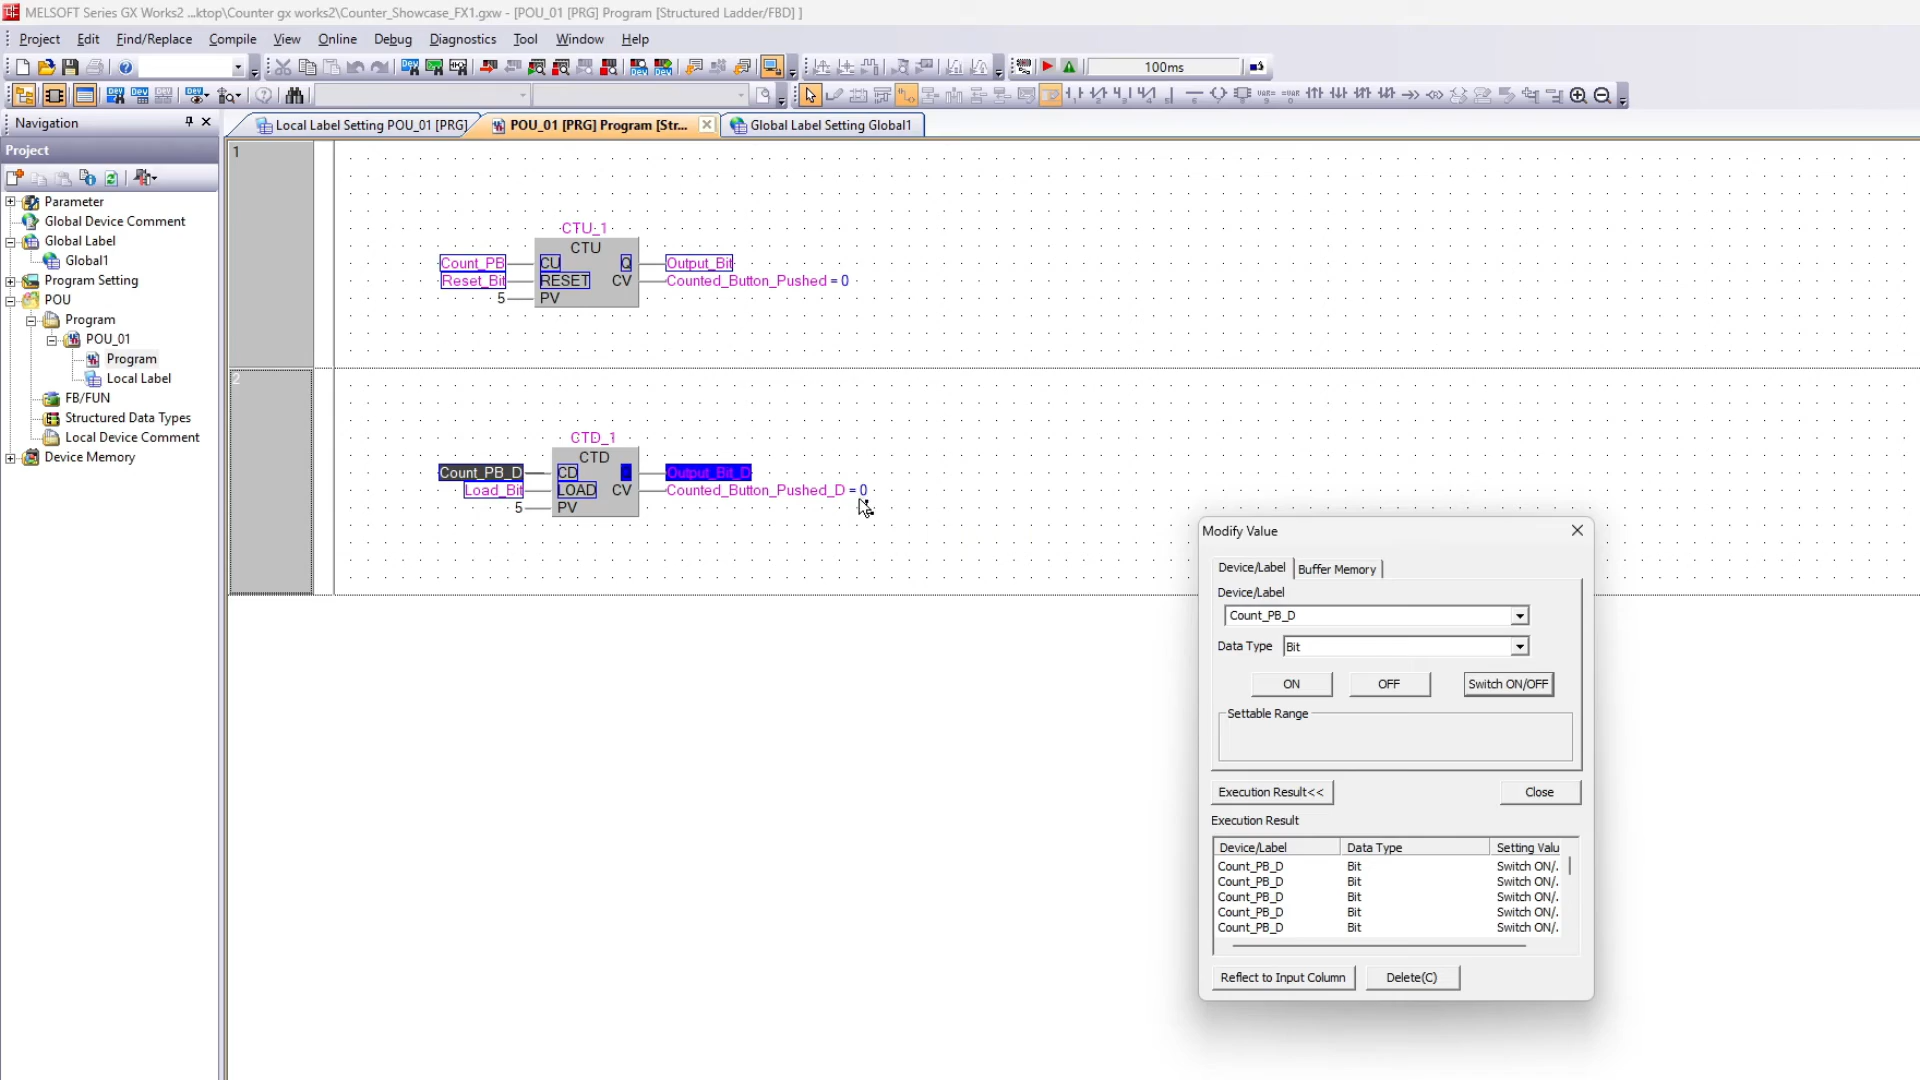 MELSOFT Series GX Works2 ...ktop\Counter gx works2\Counter_Showcase_FX1.gxw - [POU_01 [PRG] Program [Structured Ladder/FBD] ]
Project Edit Find/Replace Compile View Online Debug Diagnostics Tool Window Help
100ms
Navigation
Local Label Setting POU_01 [PRG]
POU_01 [PRG] Program [Str...
Global Label Setting Global1
Project
Parameter
Global Device Comment
Global Label
Global1
Program Setting
POU
Program
POU_01
Program
Local Label
FB/FUN
Structured Data Types
Local Device Comment
Device Memory
1
CTU_1
CTU
Count_PB CU Q Output_Bit
Reset_Bit RESET CV Counted_Button_Pushed = 0
5 PV
2
CTD_1
CTD
Count_PB_D CD Output_Bit_D
Load_Bit LOAD CV Counted_Button_Pushed_D = 0
5 PV
Modify Value
Device/Label Buffer Memory
Device/Label
Count_PB_D
Data Type Bit
ON OFF Switch ON/OFF
Settable Range
Execution Result<< Close
Execution Result
Device/Label Data Type Setting Valu
Count_PB_D Bit Switch ON/.
Count_PB_D Bit Switch ON/.
Count_PB_D Bit Switch ON/.
Count_PB_D Bit Switch ON/.
Count_PB_D Bit Switch ON/.
Reflect to Input Column Delete(C)